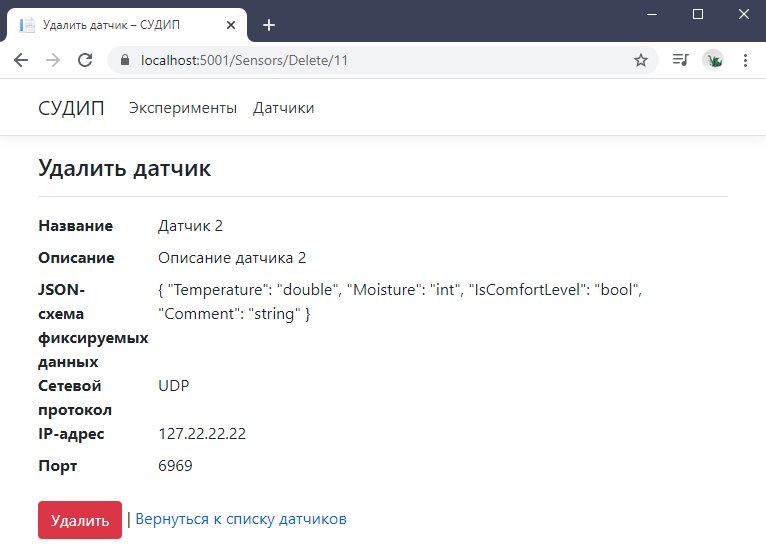 Удалить датчик – СУДИП
localhost:5001/Sensors/Delete/11
СУДИП Эксперименты Датчики
Удалить датчик
Название Датчик 2
Описание Описание датчика 2
JSON-схема фиксируемых данных { "Temperature": "double", "Moisture": "int", "IsComfortLevel": "bool", "Comment": "string" }
Сетевой протокол UDP
IP-адрес 127.22.22.22
Порт 6969
Удалить | Вернуться к списку датчиков